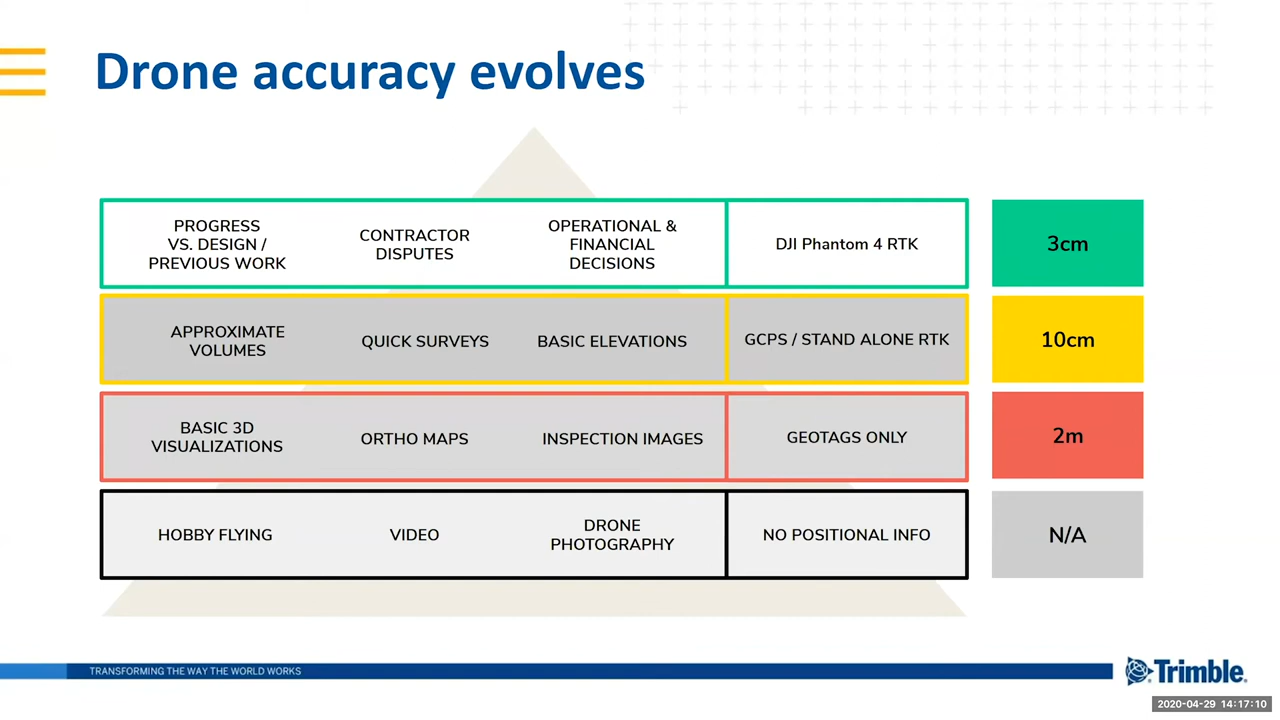 Drone accuracy evolves
PROGRESS
VS. DESIGN /
PREVIOUS WORK
CONTRACTOR
DISPUTES
OPERATIONAL &
FINANCIAL
DECISIONS
DJI Phantom 4 RTK
3cm
APPROXIMATE
VOLUMES
QUICK SURVEYS
BASIC ELEVATIONS
GCPS / STAND ALONE RTK
10cm
BASIC 3D
VISUALIZATIONS
ORTHO MAPS
INSPECTION IMAGES
GEOTAGS ONLY
2m
HOBBY FLYING
VIDEO
DRONE
PHOTOGRAPHY
NO POSITIONAL INFO
N/A
TRANSFORMING THE WAY THE WORLD WORKS
Trimble
2020-04-29 14:17:10